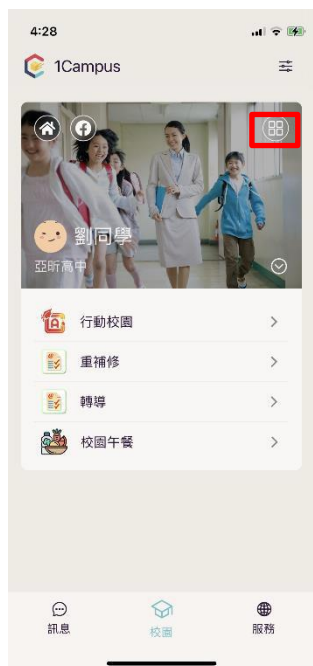 4:28
1Campus
劉同學
亞昕高中
行動校園
重補修
轉導
校園午餐
訊息
校園
服務